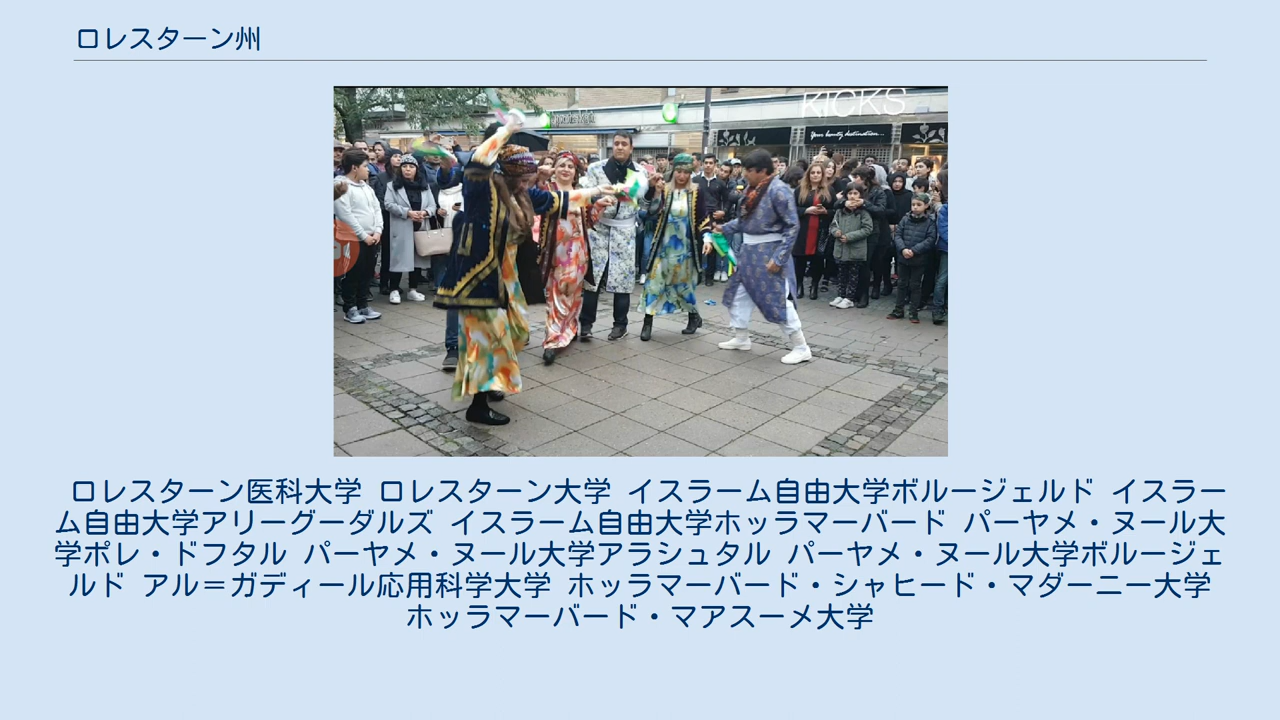 ロレスターン州
KICKS
Your beauty destination...
ロレスターン医科大学 ロレスターン大学 イスラーム自由大学ボルージェルド イスラー
ム自由大学アリーグーダルズ イスラーム自由大学ホッラマーバード パーヤメ・ヌール大
学ポレ・ドフタル パーヤメ・ヌール大学アラシュタル パーヤメ・ヌール大学ボルージェ
ルド アル＝ガディール応用科学大学 ホッラマーバード・シャヒード・マダーニー大学
ホッラマーバード・マアスーメ大学